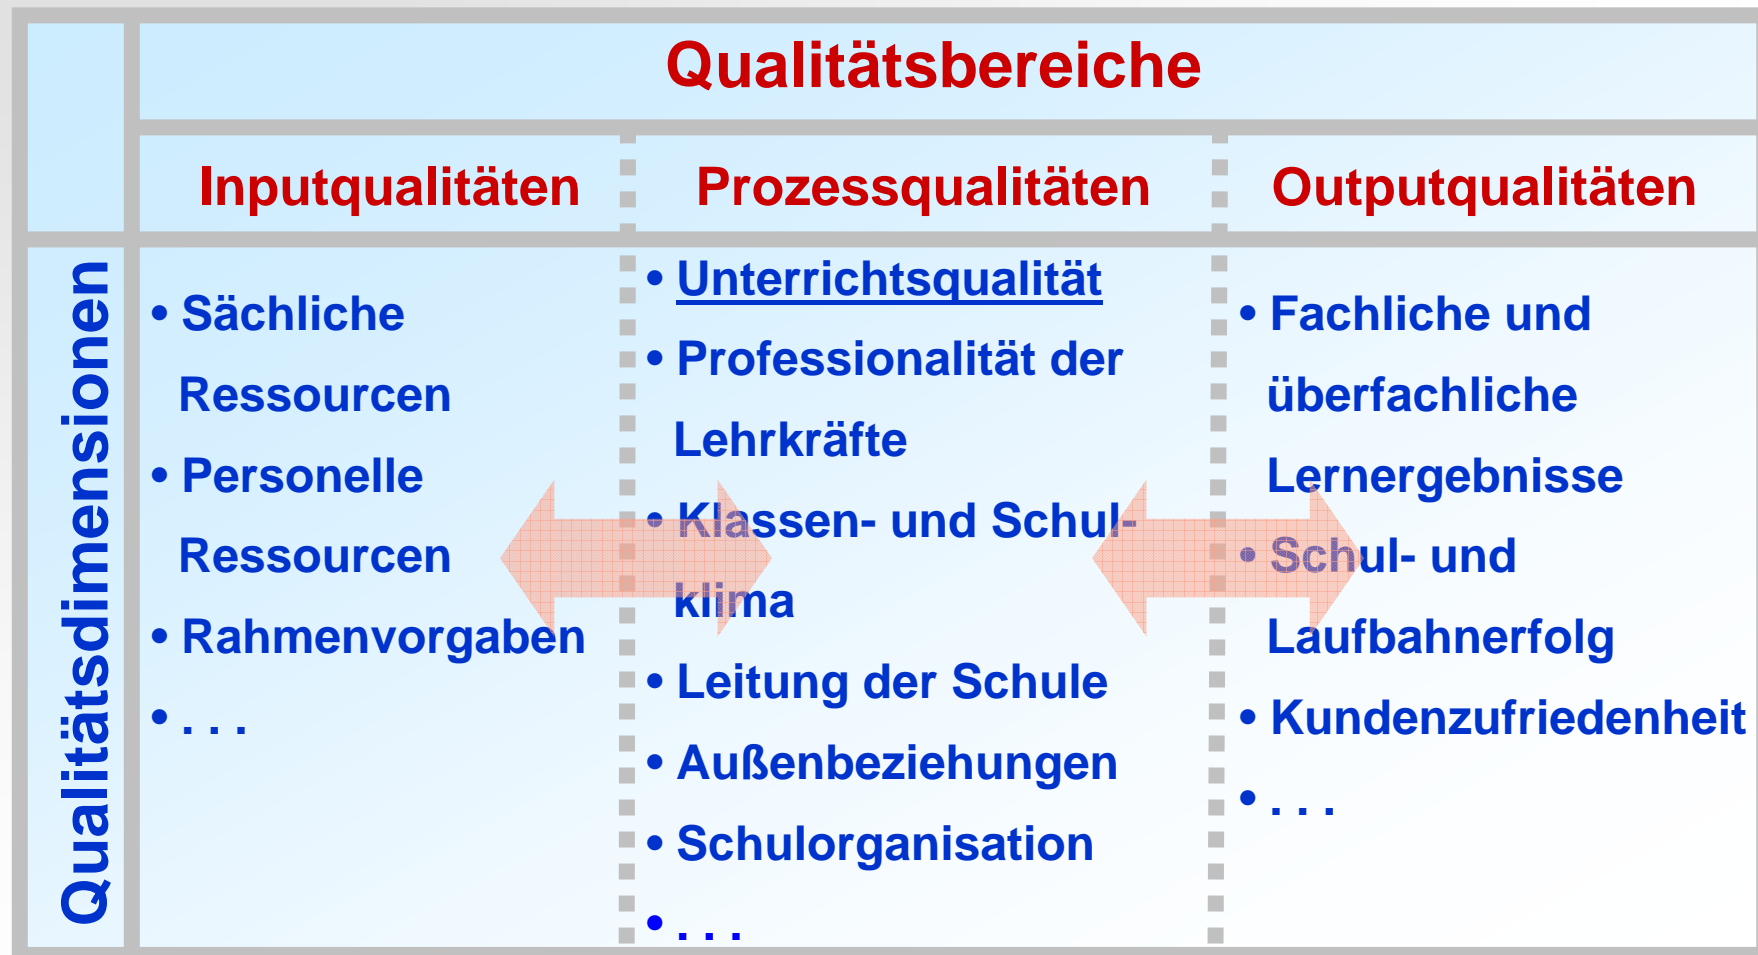 Qualitätsbereiche
Inputqualitäten
Prozessqualitäten
Outputqualitäten
Qualitätsdimensionen
• Sächliche
Ressourcen
• Personelle
Ressourcen
• Rahmenvorgaben
• . . .
• Unterrichtsqualität
• Professionalität der
Lehrkräfte
• Klassen- und Schul-
klima
• Leitung der Schule
• Außenbeziehungen
• Schulorganisation
• . . .
• Fachliche und
überfachliche
Lernergebnisse
• Schul- und
Laufbahnerfolg
• Kundenzufriedenheit
• . . .